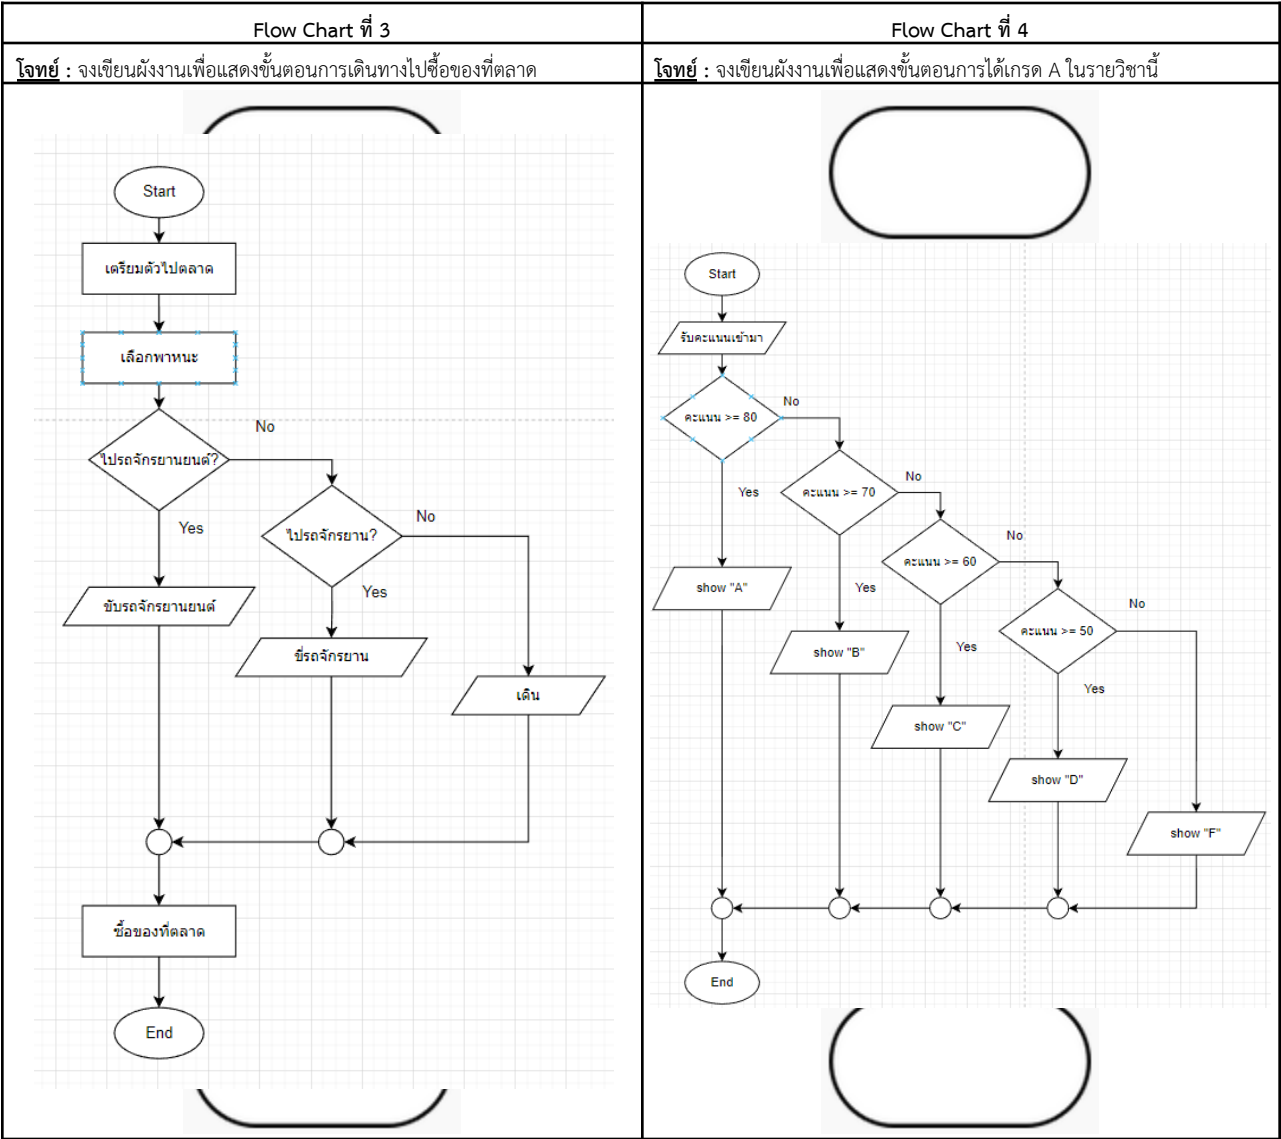 Flow Chart ที่ 3
โจทย์ : จงเขียนผังงานเพื่อแสดงขั้นตอนการเดินทางไปซื้อของที่ตลาด
Start
เตรียมตัวไปตลาด
เลือกพาหนะ
No
ไปรถจักรยานยนต์?
No
Yes
ไปรถจักรยาน?
Yes
ขับรถจักรยานยนต์
ขี่รถจักรยาน
เดิน
ซื้อของที่ตลาด
End
Flow Chart ที่ 4
โจทย์ : จงเขียนผังงานเพื่อแสดงขั้นตอนการได้เกรด A ในรายวิชานี้
Start
รับคะแนนเข้ามา
No
คะแนน >= 80
No
Yes
คะแนน >= 70
No
คะแนน >= 60
show "A"
Yes
No
คะแนน >= 50
show "B"
Yes
Yes
show "C"
show "D"
show "F"
End